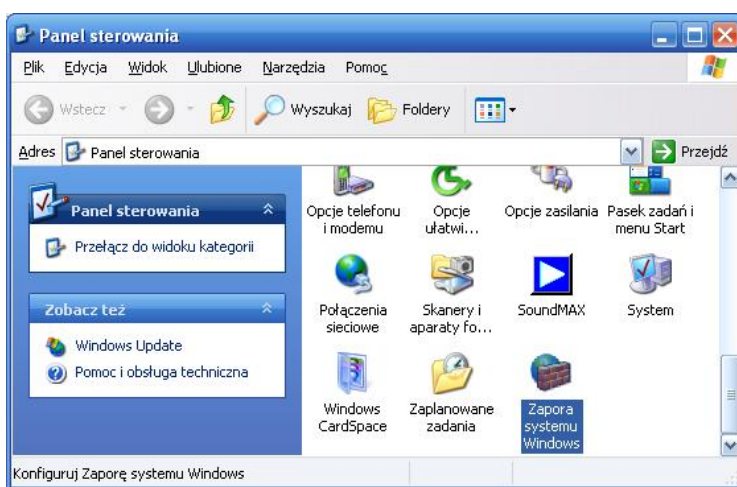 Panel sterowania
Plik Edycja Widok Ulubione Narzędzia Pomoc
Wstecz Wyszukaj Foldery
Adres Panel sterowania Przejdź
Panel sterowania
Przełącz do widoku kategorii
Zobacz też
Windows Update
Pomoc i obsługa techniczna
Opcje telefonu
i modemu
Opcje
ułatwi...
Opcje zasilania
Pasek zadań i
menu Start
Połączenia
sieciowe
Skanery i
aparaty fo...
SoundMAX
System
Windows
CardSpace
Zaplanowane
zadania
Zapora
systemu
Windows
Konfiguruj Zaporę systemu Windows